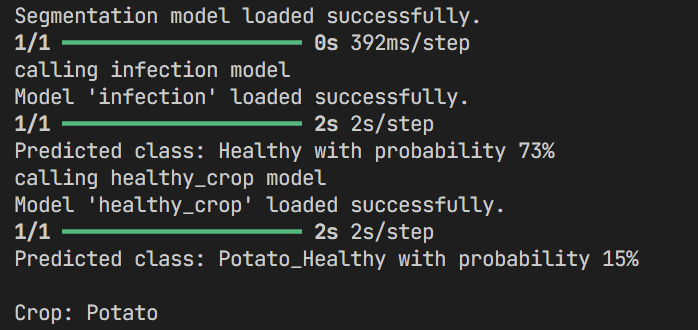 Segmentation model loaded successfully.
1/1 ━━━━━━━━━━━━━━━━━━━━ 0s 392ms/step
calling infection model
Model 'infection' loaded successfully.
1/1 ━━━━━━━━━━━━━━━━━━━━ 2s 2s/step
Predicted class: Healthy with probability 73%
calling healthy_crop model
Model 'healthy_crop' loaded successfully.
1/1 ━━━━━━━━━━━━━━━━━━━━ 2s 2s/step
Predicted class: Potato_Healthy with probability 15%
Crop: Potato